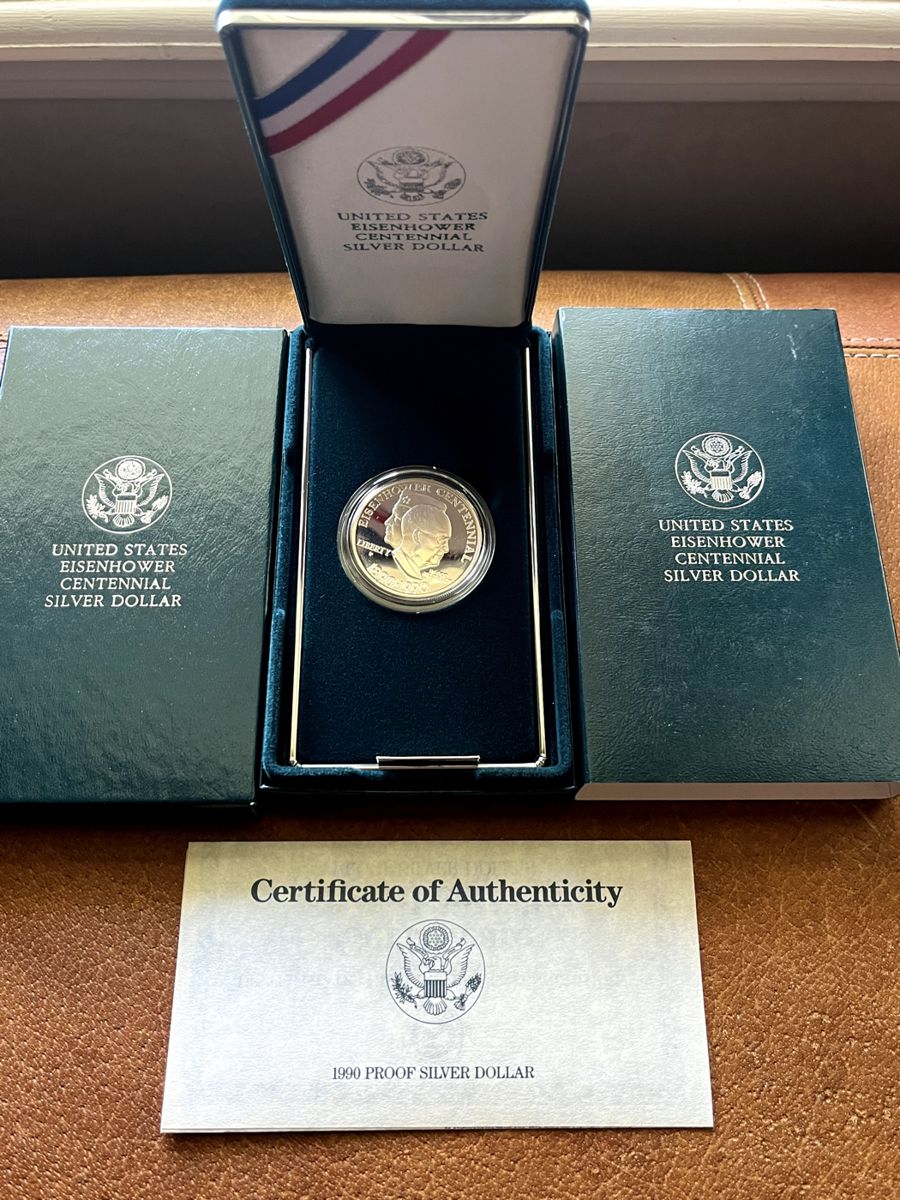 UNITED STATES
EISENHOWER
CENTENNIAL
SILVER DOLLAR
UNITED STATES
EISENHOWER
CENTENNIAL
SILVER DOLLAR
EISENHOWER CENTENNIAL
LIBERTY
1990
UNITED STATES
EISENHOWER
CENTENNIAL
SILVER DOLLAR
Certificate of Authenticity
1990 PROOF SILVER DOLLAR